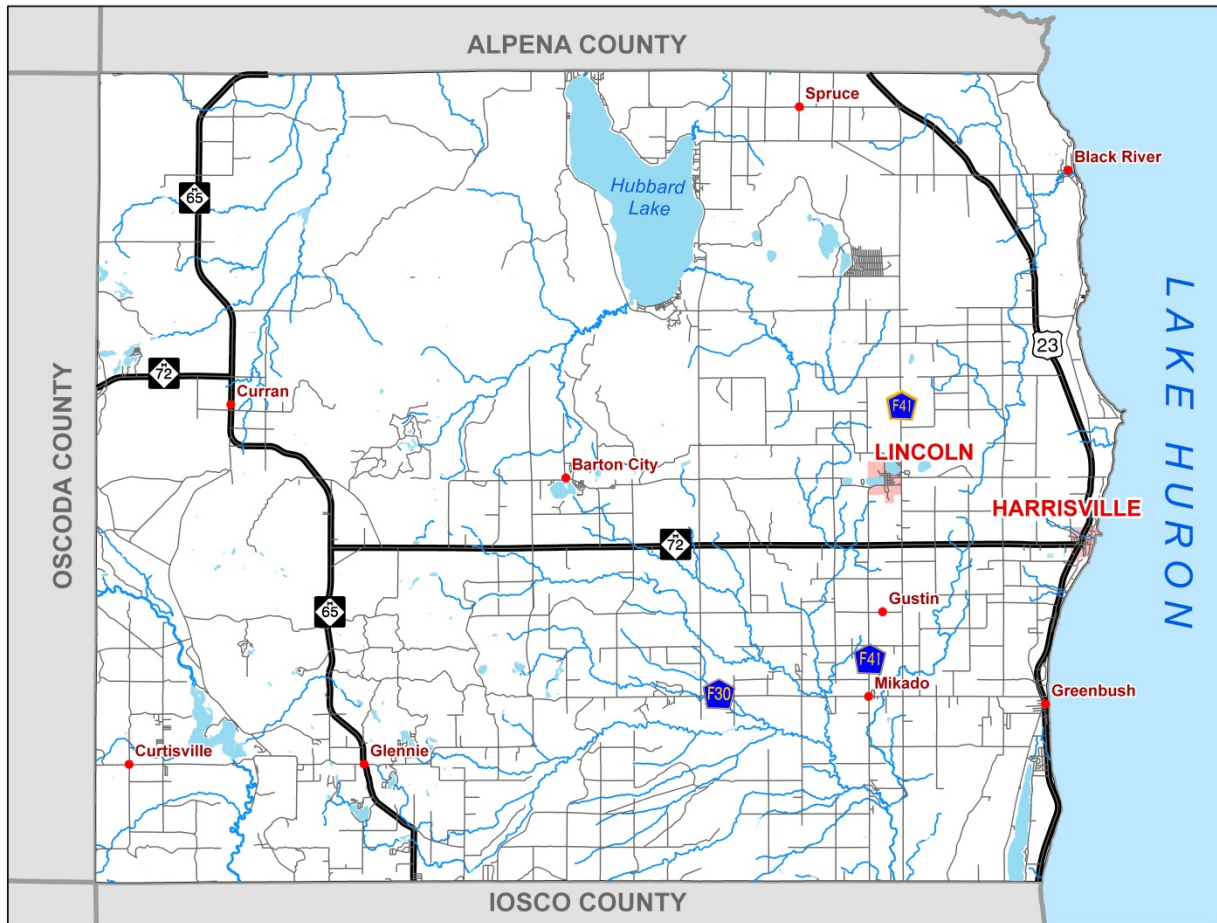 ALPENA COUNTY
Spruce
Black River
M
65
Hubbard
Lake
LAKE HURON
23
M
72
Curran
F41
OSCODA COUNTY
LINCOLN
Barton City
HARRISVILLE
M
72
M
65
Gustin
F41
Mikado
F30
Greenbush
Curtisville
Glennie
IOSCO COUNTY